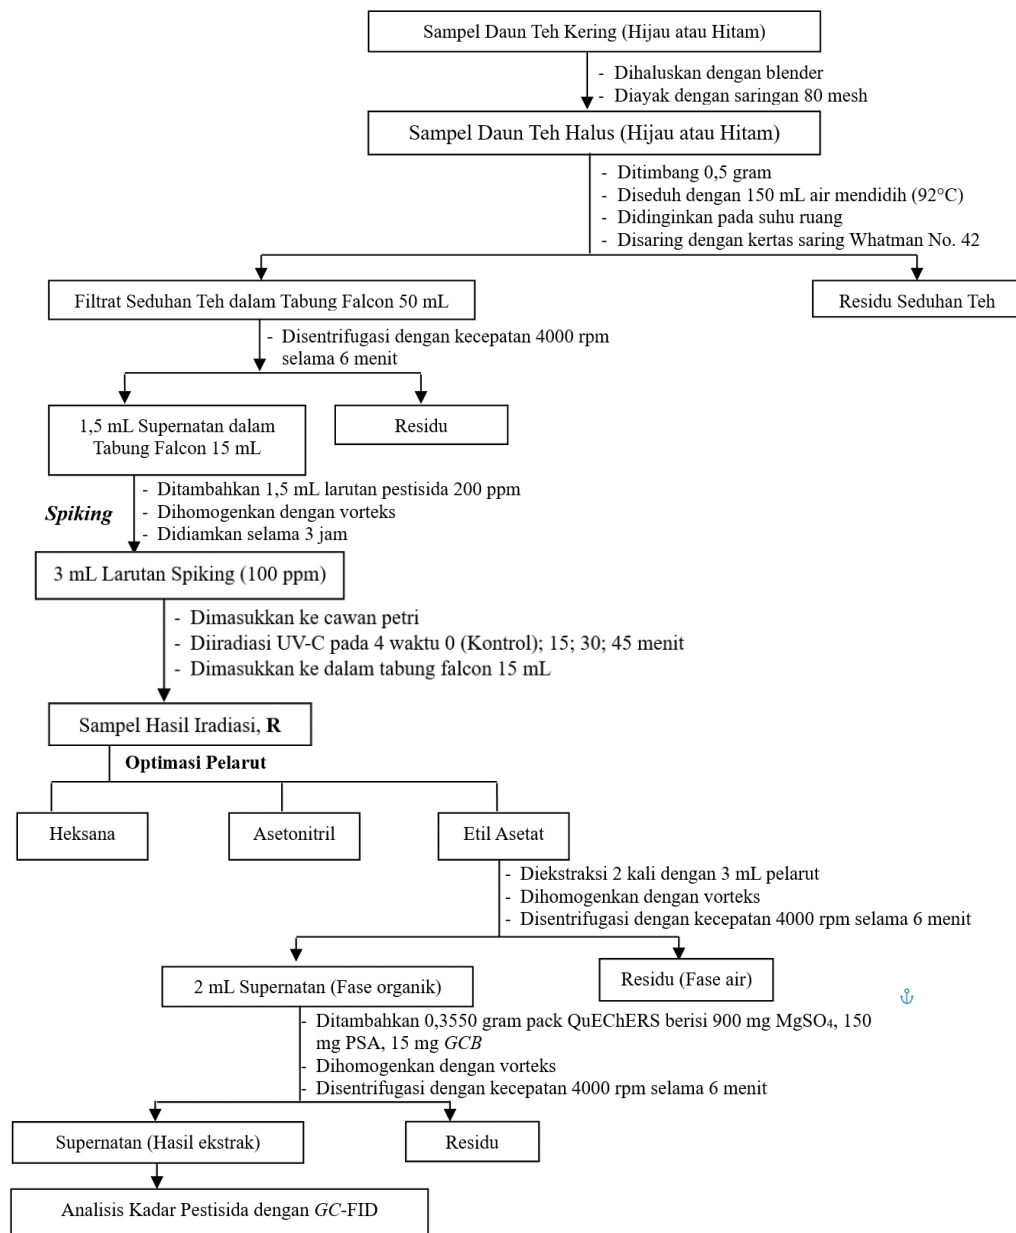 Sampel Daun Teh Kering (Hijau atau Hitam)
- Dihaluskan dengan blender
- Diayak dengan saringan 80 mesh
Sampel Daun Teh Halus (Hijau atau Hitam)
- Ditimbang 0,5 gram
- Diseduh dengan 150 mL air mendidih (92°C)
- Didinginkan pada suhu ruang
- Disaring dengan kertas saring Whatman No. 42
Filtrat Seduhan Teh dalam Tabung Falcon 50 mL
Residu Seduhan Teh
- Disentrifugasi dengan kecepatan 4000 rpm
selama 6 menit
1,5 mL Supernatan dalam
Tabung Falcon 15 mL
Residu
Spiking
- Ditambahkan 1,5 mL larutan pestisida 200 ppm
- Dihomogenkan dengan vorteks
- Didiamkan selama 3 jam
3 mL Larutan Spiking (100 ppm)
- Dimasukkan ke cawan petri
- Diiradiasi UV-C pada 4 waktu 0 (Kontrol); 15; 30; 45 menit
- Dimasukkan ke dalam tabung falcon 15 mL
Sampel Hasil Iradiasi, R
Optimasi Pelarut
Heksana
Asetonitril
Etil Asetat
- Diekstraksi 2 kali dengan 3 mL pelarut
- Dihomogenkan dengan vorteks
- Disentrifugasi dengan kecepatan 4000 rpm selama 6 menit
2 mL Supernatan (Fase organik)
Residu (Fase air)
- Ditambahkan 0,3550 gram pack QuEChERS berisi 900 mg MgSO₄, 150
mg PSA, 15 mg GCB
- Dihomogenkan dengan vorteks
- Disentrifugasi dengan kecepatan 4000 rpm selama 6 menit
Supernatan (Hasil ekstrak)
Residu
Analisis Kadar Pestisida dengan GC-FID